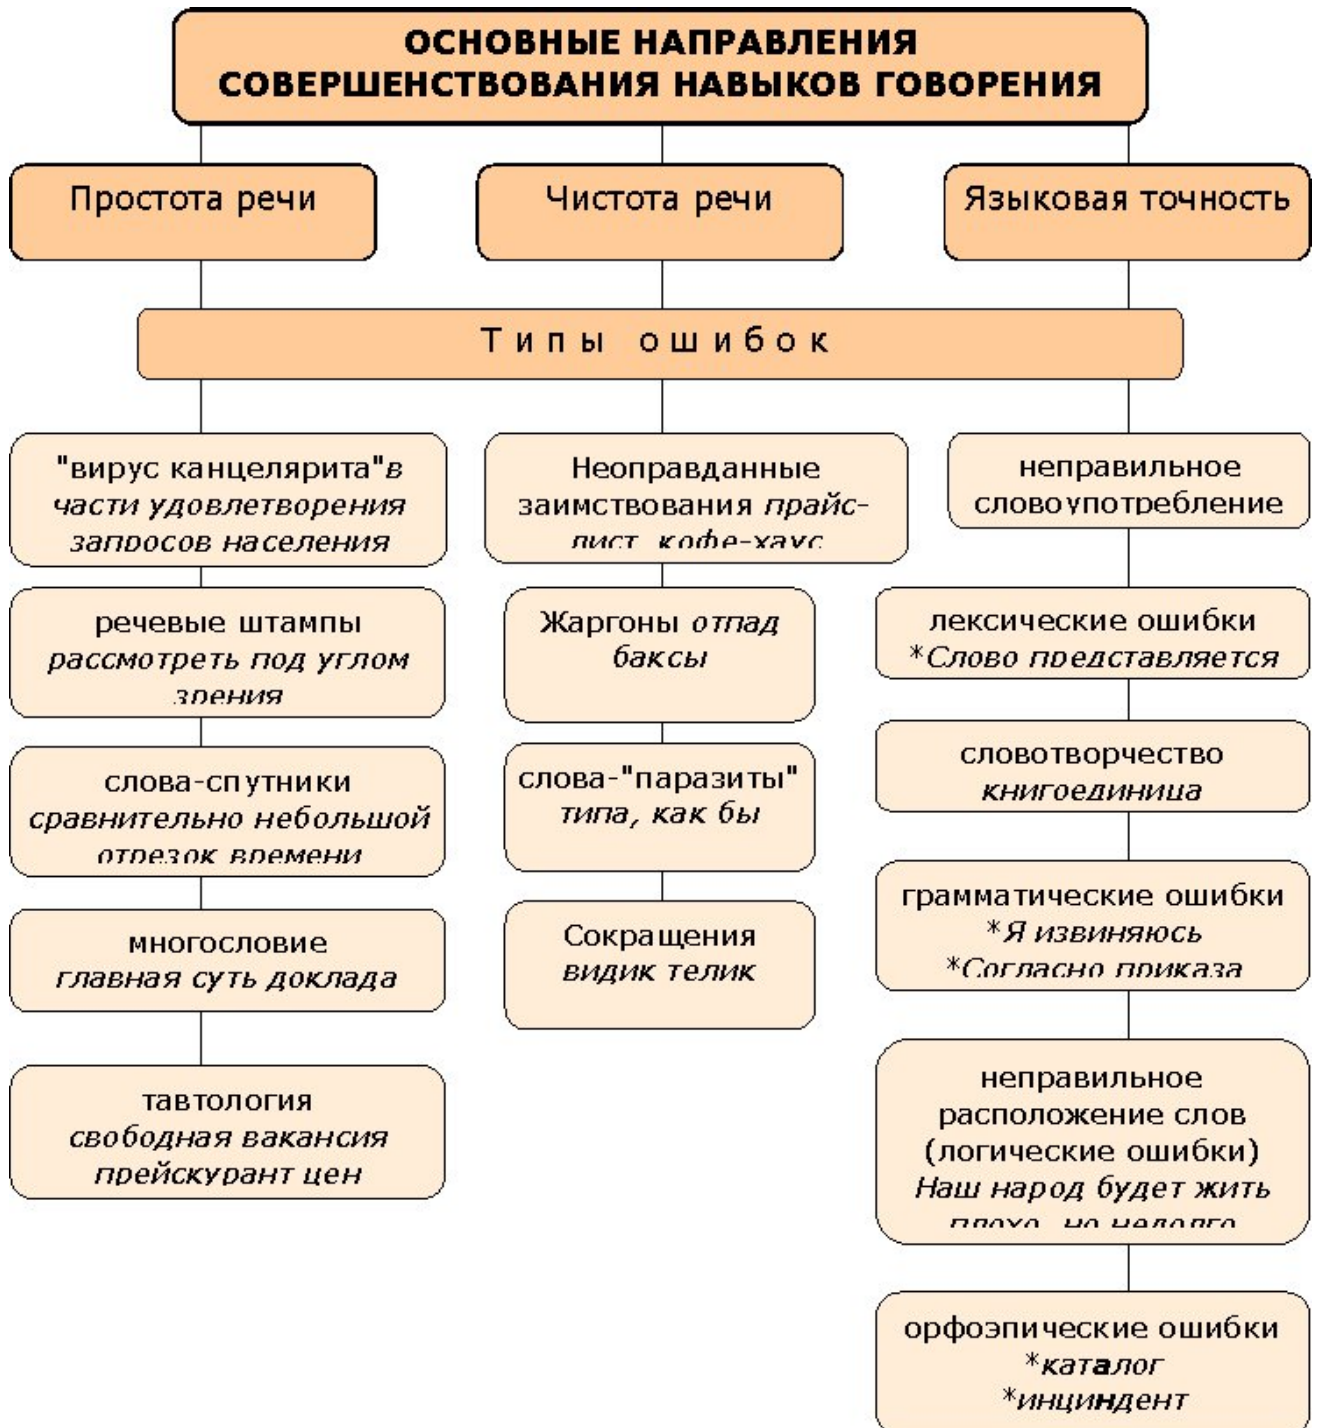 ОСНОВНЫЕ НАПРАВЛЕНИЯ
СОВЕРШЕНСТВОВАНИЯ НАВЫКОВ ГОВОРЕНИЯ
Простота речи
Чистота речи
Языковая точность
Типы ошибок
"вирус канцелярита"в
части удовлетворения
запросов населения
речевые штампы
рассмотреть под углом
зрения
слова-спутники
сравнительно небольшой
отрезок времени
многословие
главная суть доклада
тавтология
свободная вакансия
прейскурант цен
Неоправданные
заимствования прайс-
лист, кофе-хаус
Жаргоны отпад
баксы
слова-"паразиты"
типа, как бы
Сокращения
видик телик
неправильное
словоупотребление
лексические ошибки
*Слово представляется
словотворчество
книгоединица
грамматические ошибки
*Я извиняюсь
*Согласно приказа
неправильное
расположение слов
(логические ошибки)
Наш народ будет жить
плохо, но недолго
орфоэпические ошибки
*каталог
*инциндент